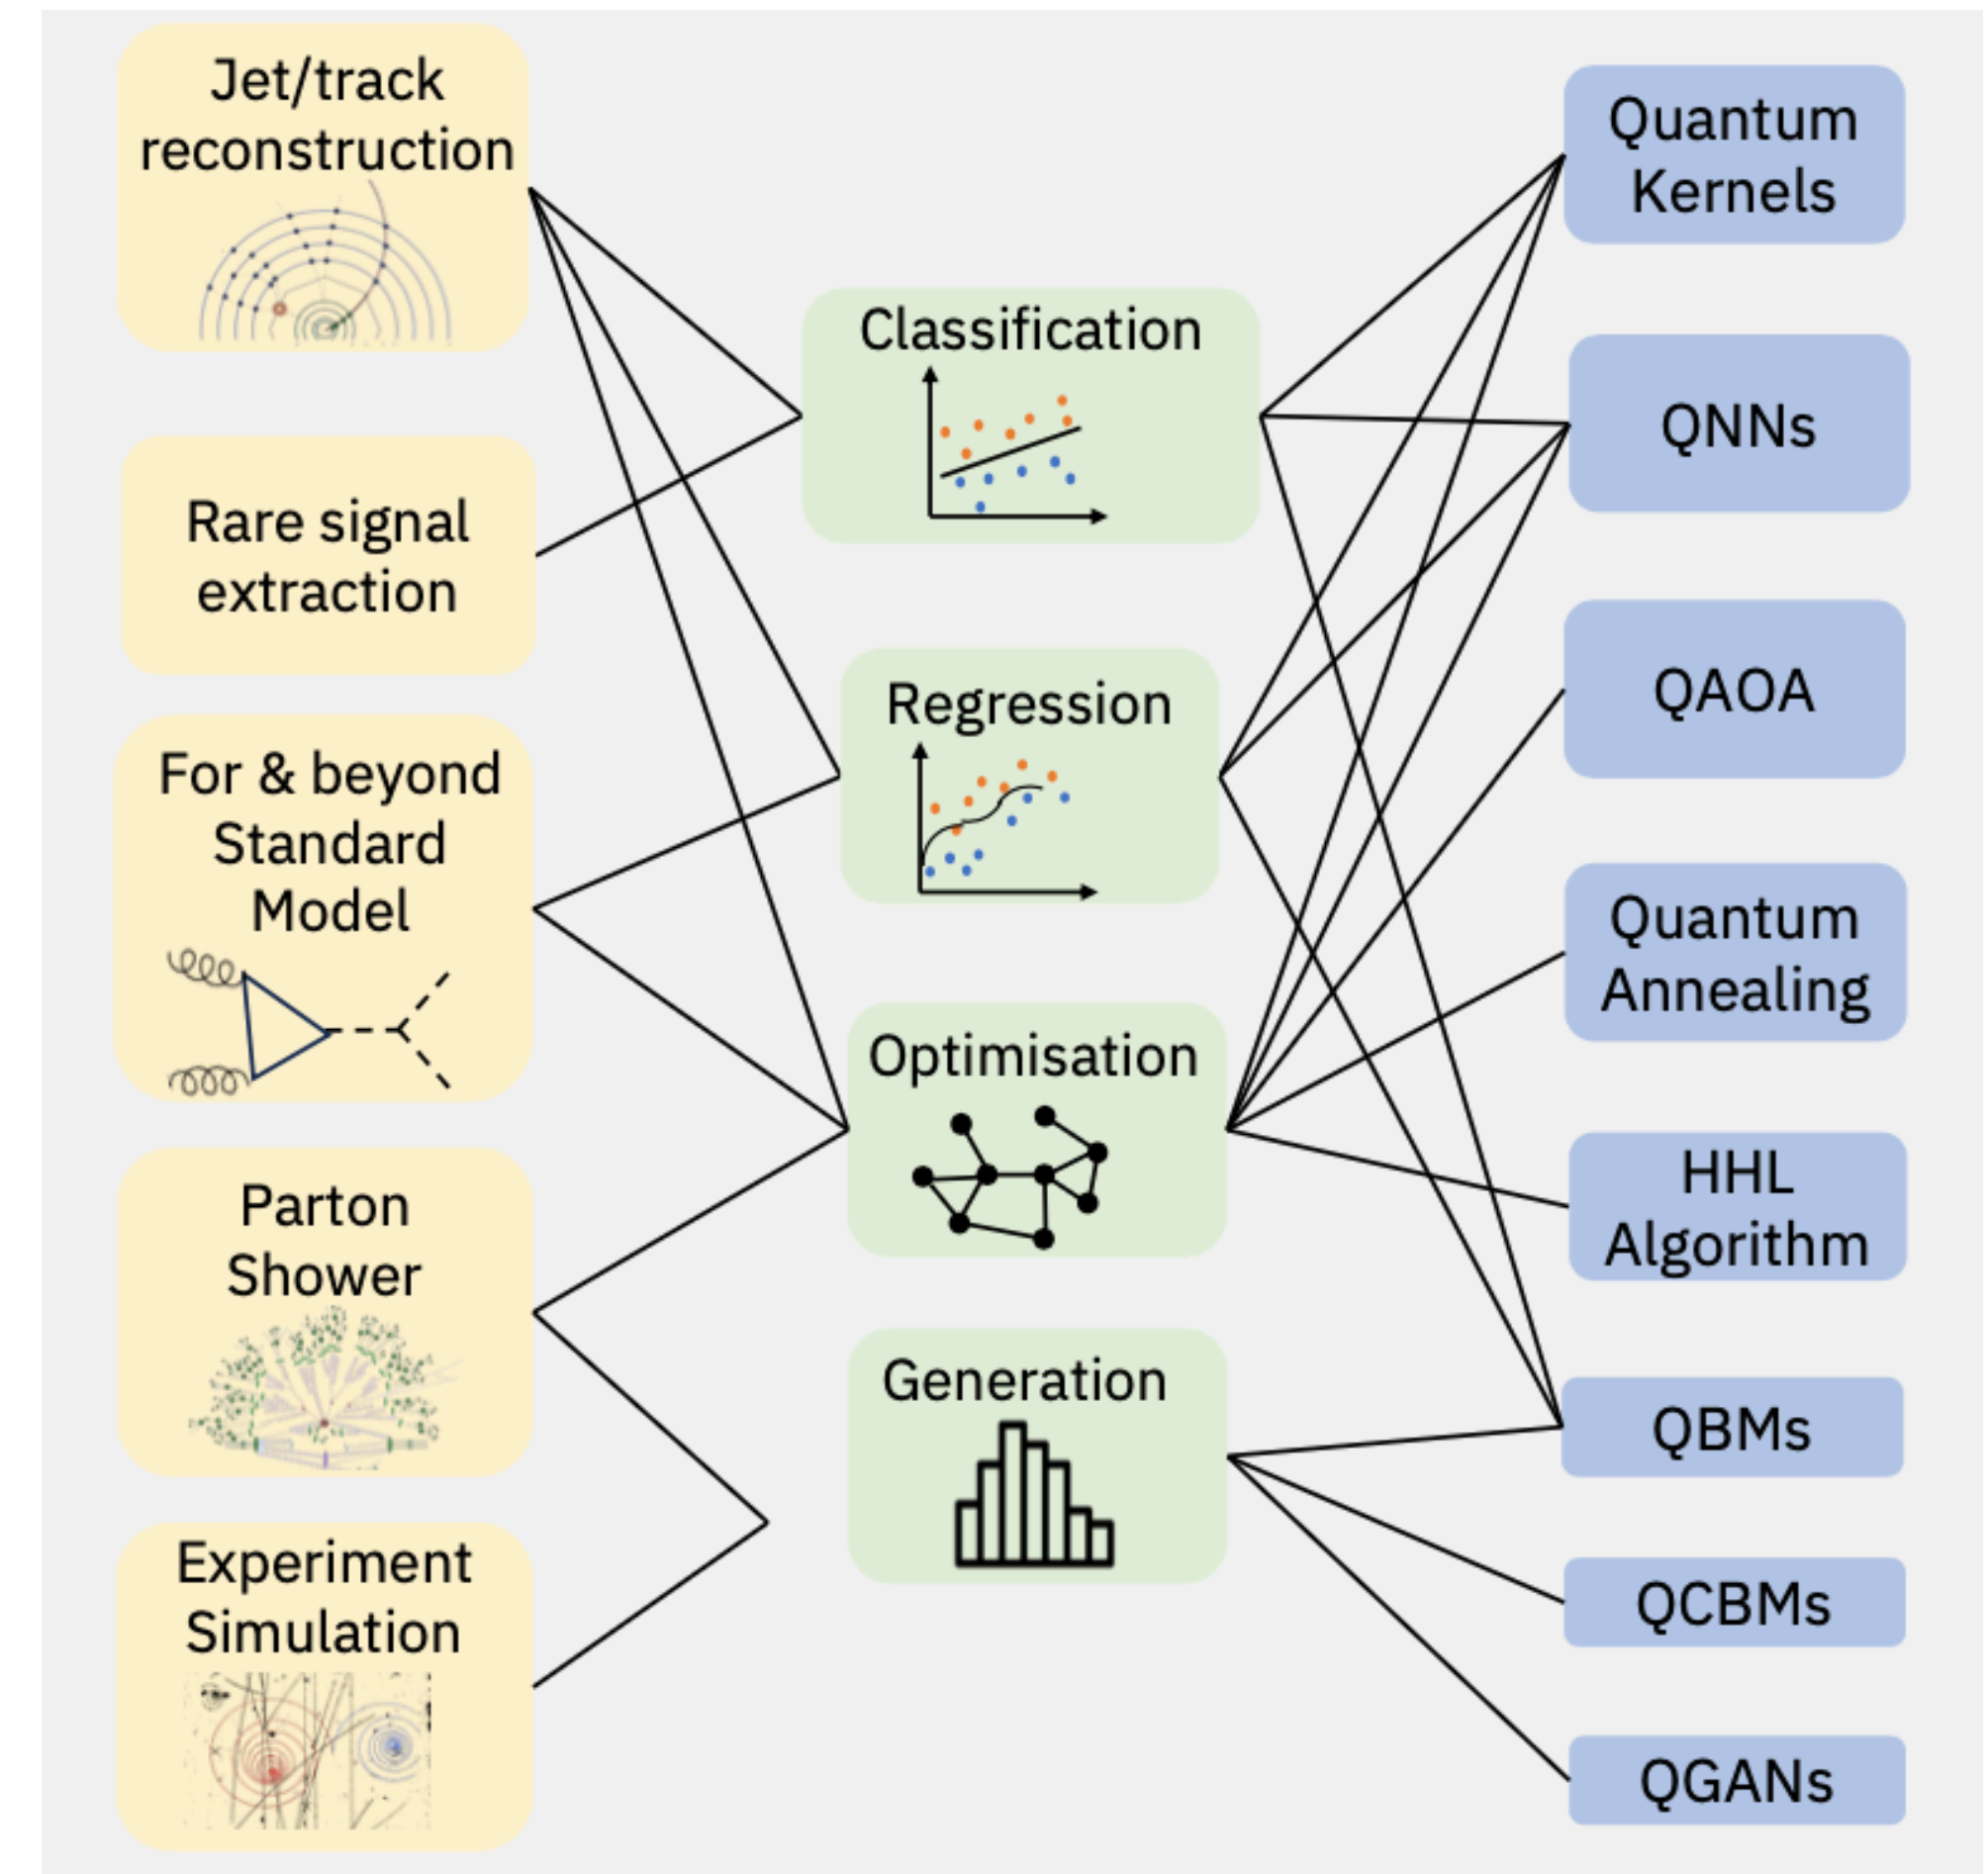 Jet/track
reconstruction
Rare signal
extraction
For & beyond
Standard
Model
Parton
Shower
Experiment
Simulation
Classification
Regression
Optimisation
Generation
Quantum
Kernels
QNNs
QAOA
Quantum
Annealing
HHL
Algorithm
QBMs
QCBMs
QGANs